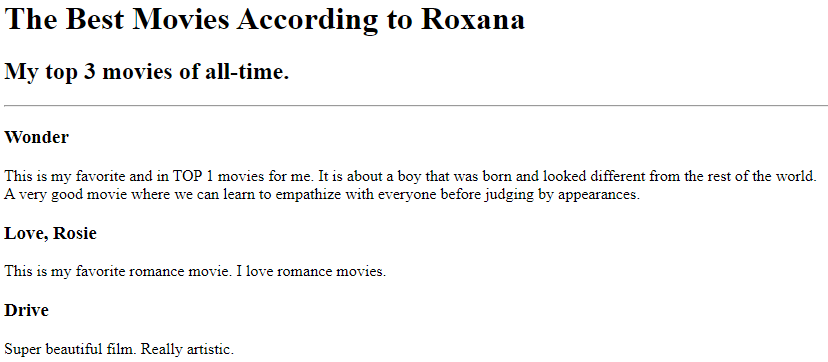 The Best Movies According to Roxana
My top 3 movies of all-time.
Wonder
This is my favorite and in TOP 1 movies for me. It is about a boy that was born and looked different from the rest of the world.
A very good movie where we can learn to empathize with everyone before judging by appearances.
Love, Rosie
This is my favorite romance movie. I love romance movies.
Drive
Super beautiful film. Really artistic.